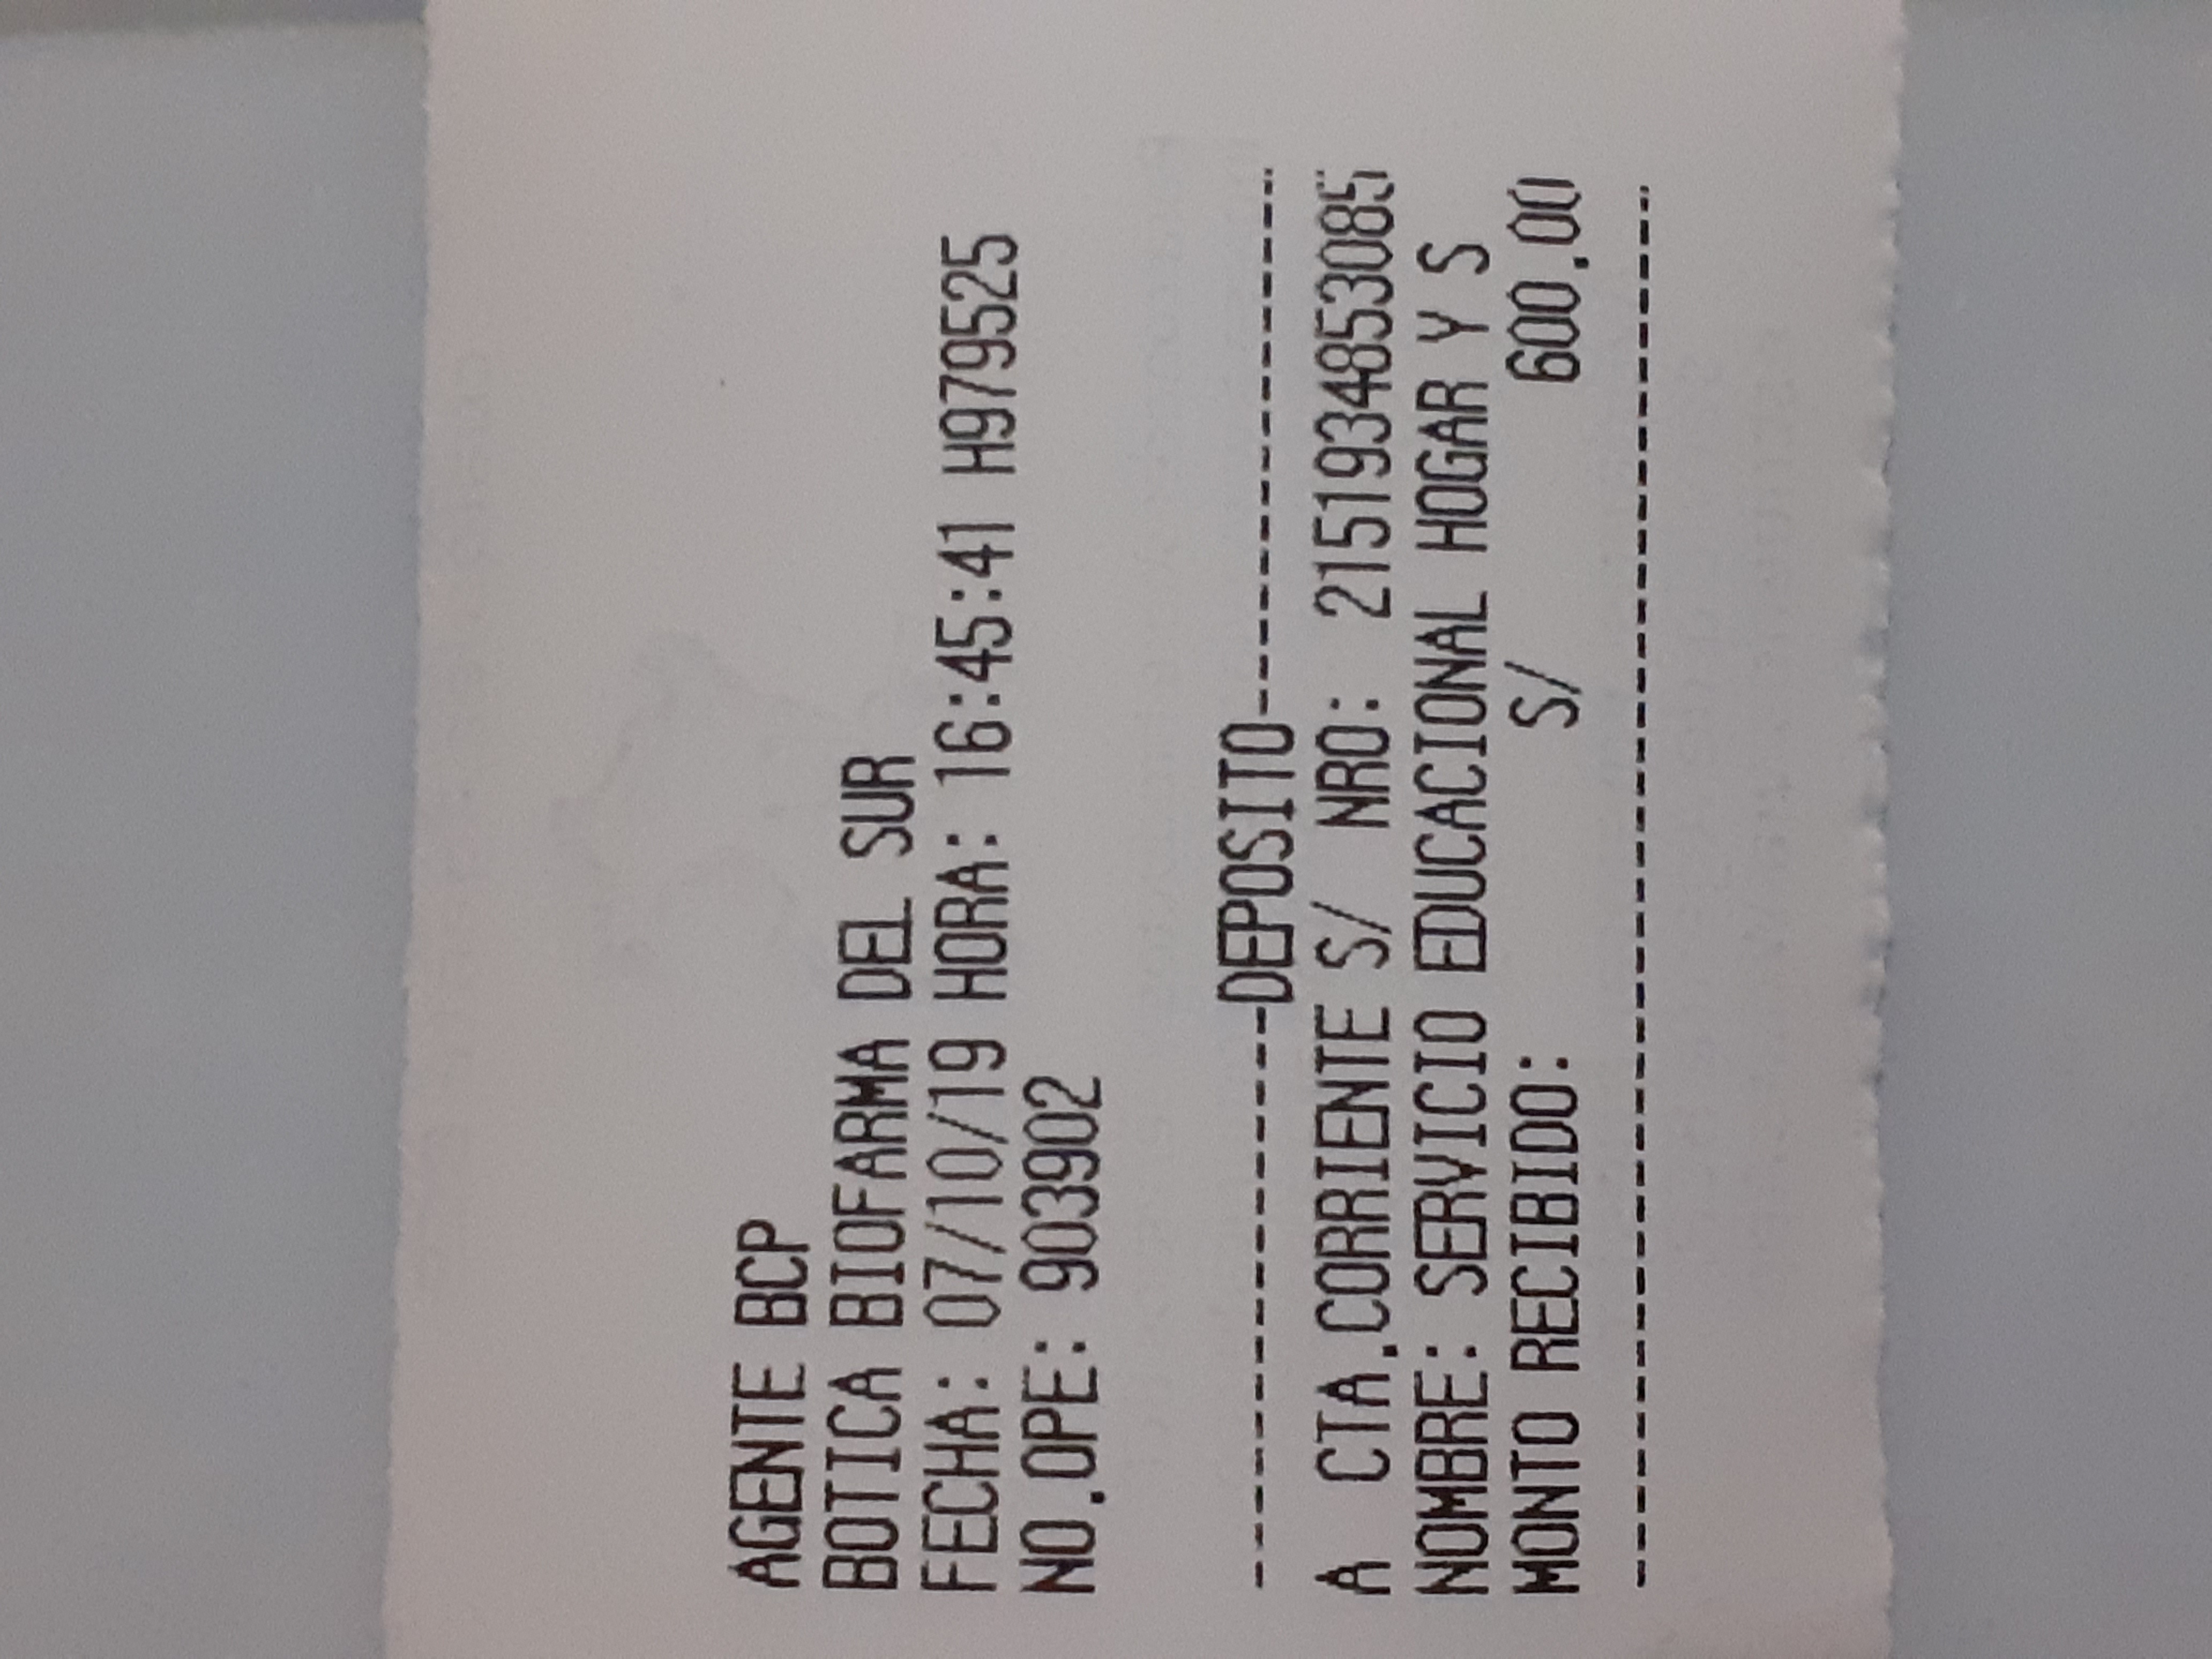 AGENTE BCP
BOTICA BIOFARMA DEL SUR
FECHA: 07/10/19 HORA: 16:45:41 H979525
NO.OPE: 903902
--------------DEPOSITO---------------------
A CTA.CORRIENTE S/ NRO: 2151934853085
NOMBRE: SERVICIO EDUCACIONAL HOGAR Y S
MONTO RECIBIDO: S/ 600.00
-------------------------------------------